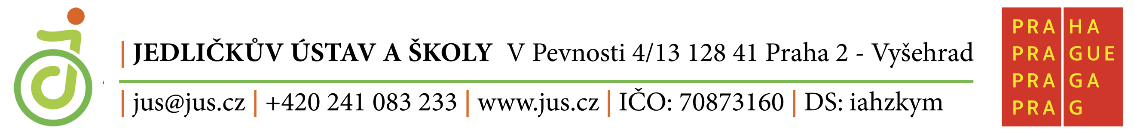 | JEDLIČKŮV ÚSTAV A ŠKOLY V Pevnosti 4/13 128 41 Praha 2 - Vyšehrad
| jus@jus.cz | +420 241 083 233 | www.jus.cz | IČO: 70873160 | DS: iahzkym
PRA|HA
PRA|GUE
PRA|GA
PRA|G